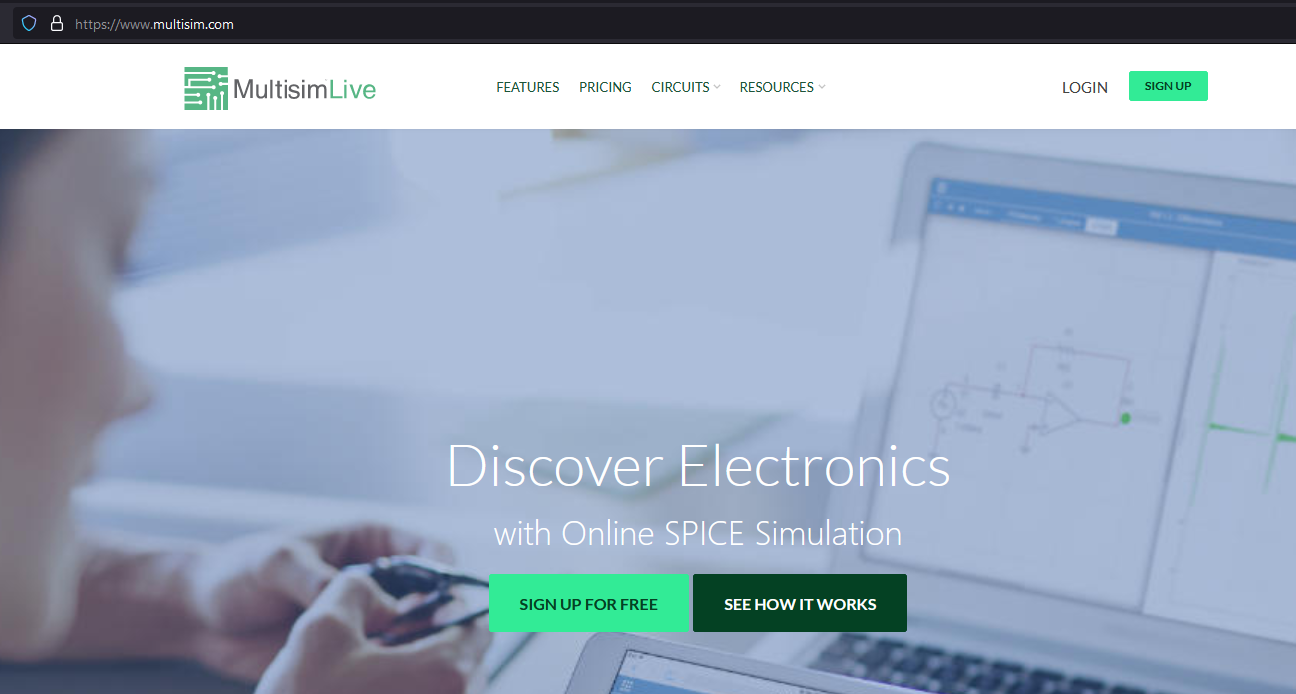 https://www.multisim.com
MultisimLive
FEATURES PRICING CIRCUITS RESOURCES
LOGIN SIGN UP
Discover Electronics
with Online SPICE Simulation
SIGN UP FOR FREE SEE HOW IT WORKS